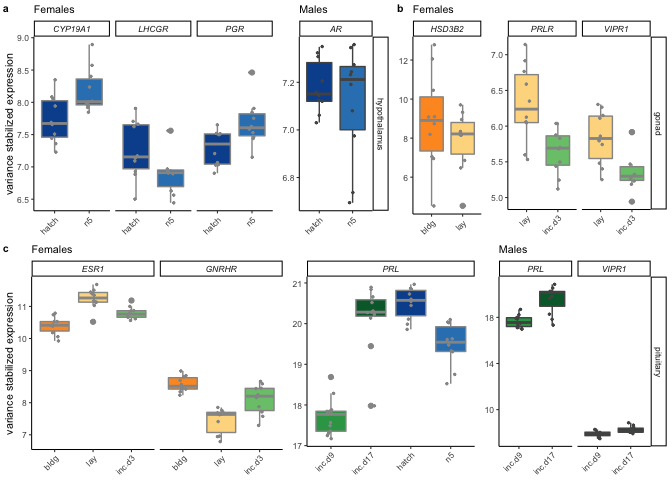 a Females Males b Females
CYP19A1 LHCGR PGR AR HSD3B2 PRLR VIPR1
variance stabilized expression
9.0
8.5
8.0
7.5
7.0
6.5
hatch n5 hatch n5 hatch n5
7.2
7.0
6.8
hatch n5
hypothalamus
12
10
8
6
bldg lay
7.0
6.5
6.0
5.5
5.0
lay inc d3 lay inc d3
gonad
c Females Males
ESR1 GNRHR PRL PRL VIPR1
variance stabilized expression
11
10
9
8
7
bldg lay inc d3 bldg lay inc d3
21
20
19
18
17
inc d9 inc d17 hatch n5
18
14
10
inc d9 inc d17 inc d9 inc d17
pituitary